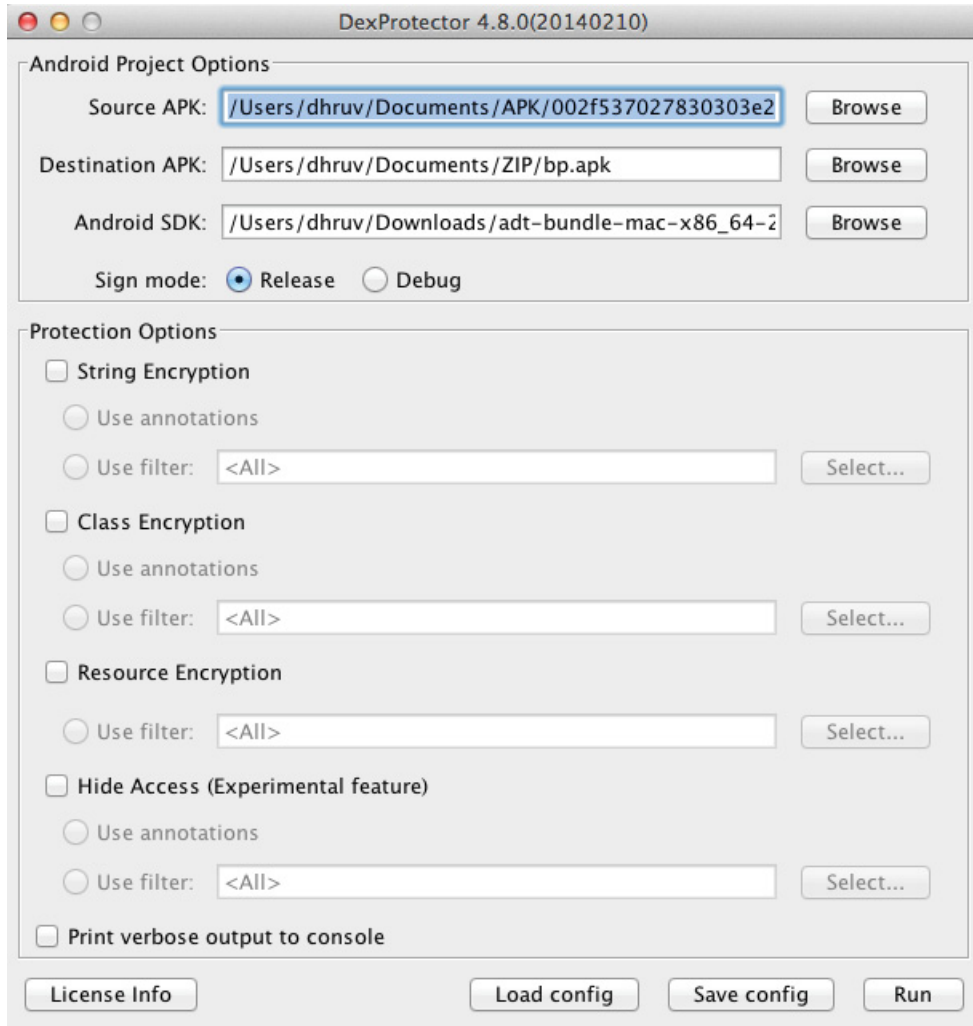 DexProtector 4.8.0(20140210)
Android Project Options
Source APK: /Users/dhruv/Documents/APK/002f537027830303e2 Browse
Destination APK: /Users/dhruv/Documents/ZIP/bp.apk Browse
Android SDK: /Users/dhruv/Downloads/adt-bundle-mac-x86_64-2 Browse
Sign mode: Release Debug
Protection Options
String Encryption
Use annotations
Use filter: <All> Select...
Class Encryption
Use annotations
Use filter: <All> Select...
Resource Encryption
Use filter: <All> Select...
Hide Access (Experimental feature)
Use annotations
Use filter: <All> Select...
Print verbose output to console
License Info Load config Save config Run